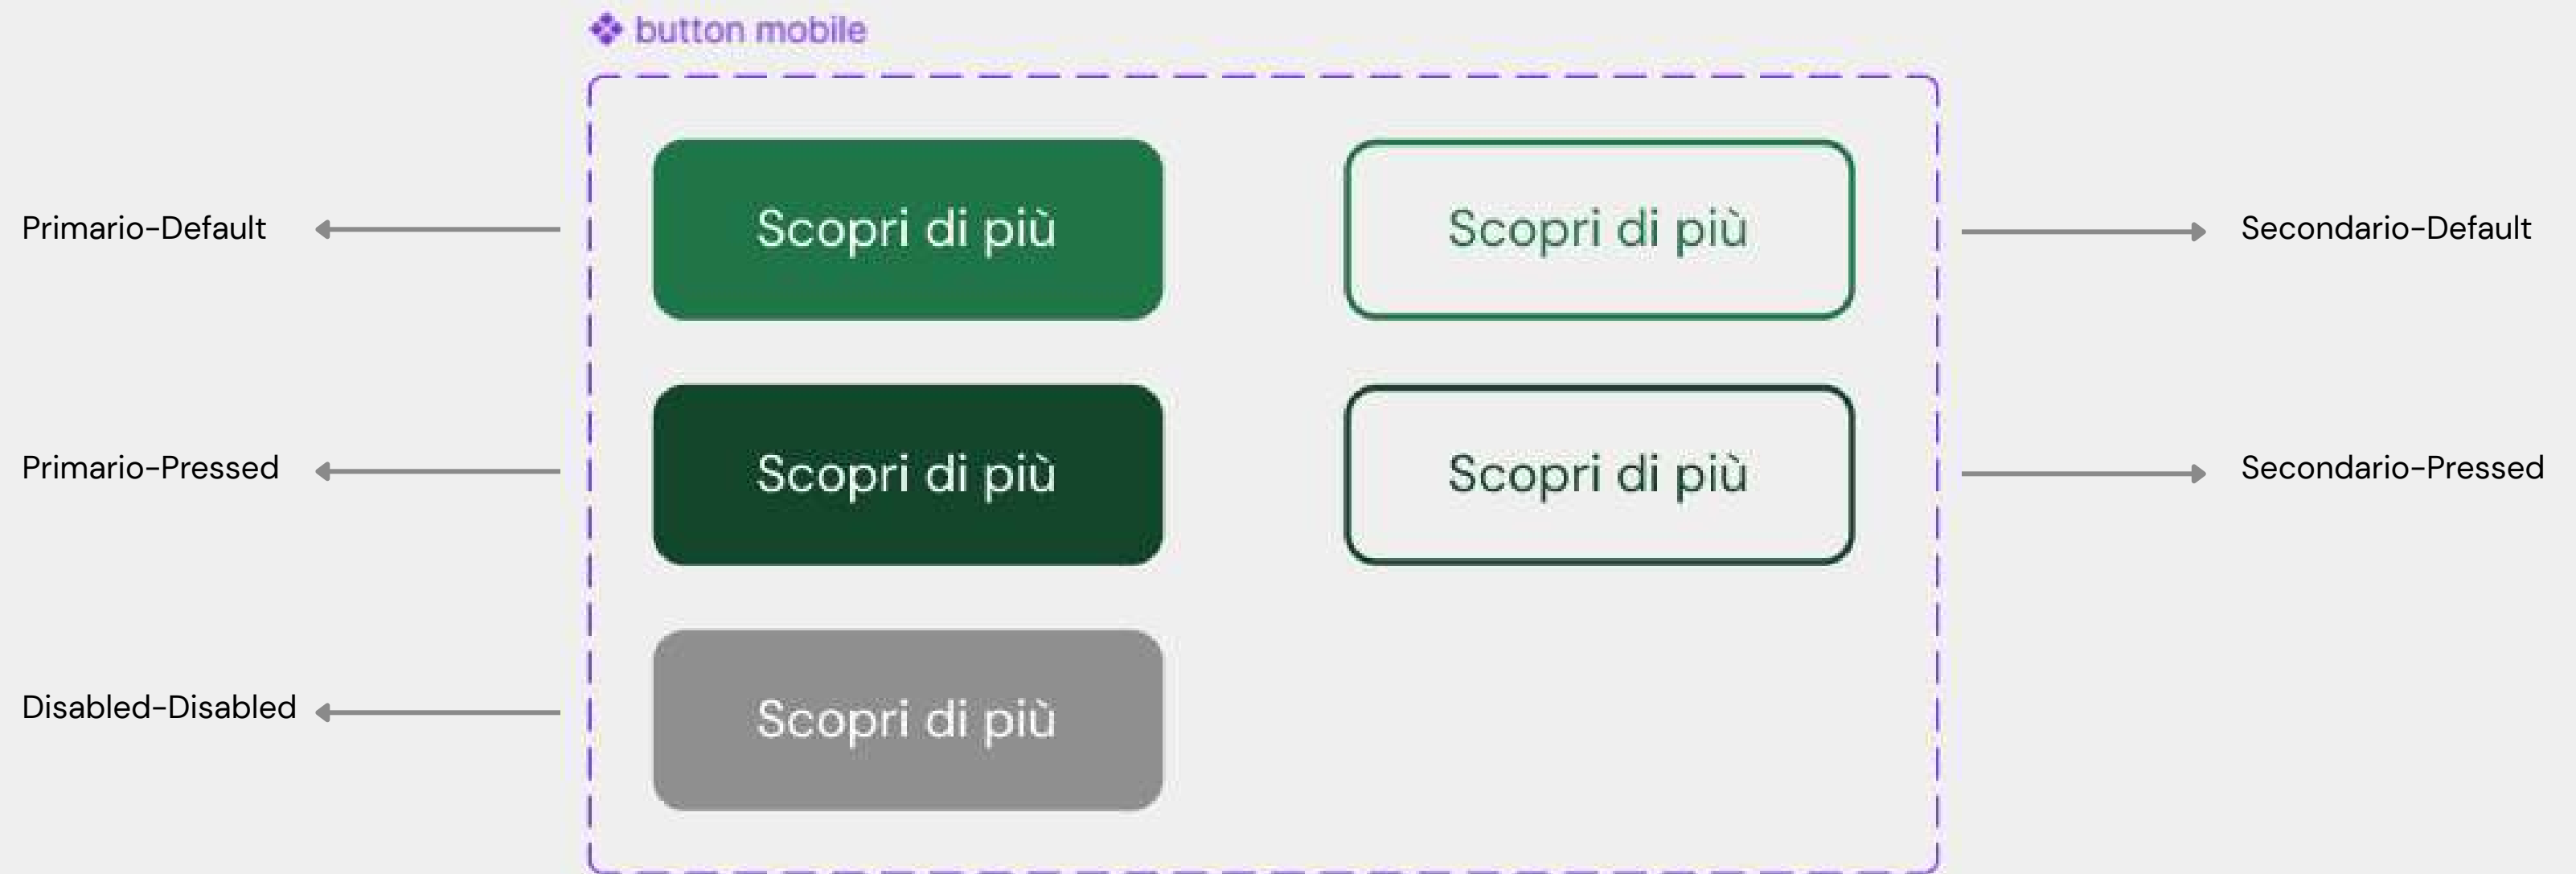 button mobile
Primario-Default
Scopri di più
Scopri di più
Secondario-Default
Primario-Pressed
Scopri di più
Scopri di più
Secondario-Pressed
Disabled-Disabled
Scopri di più